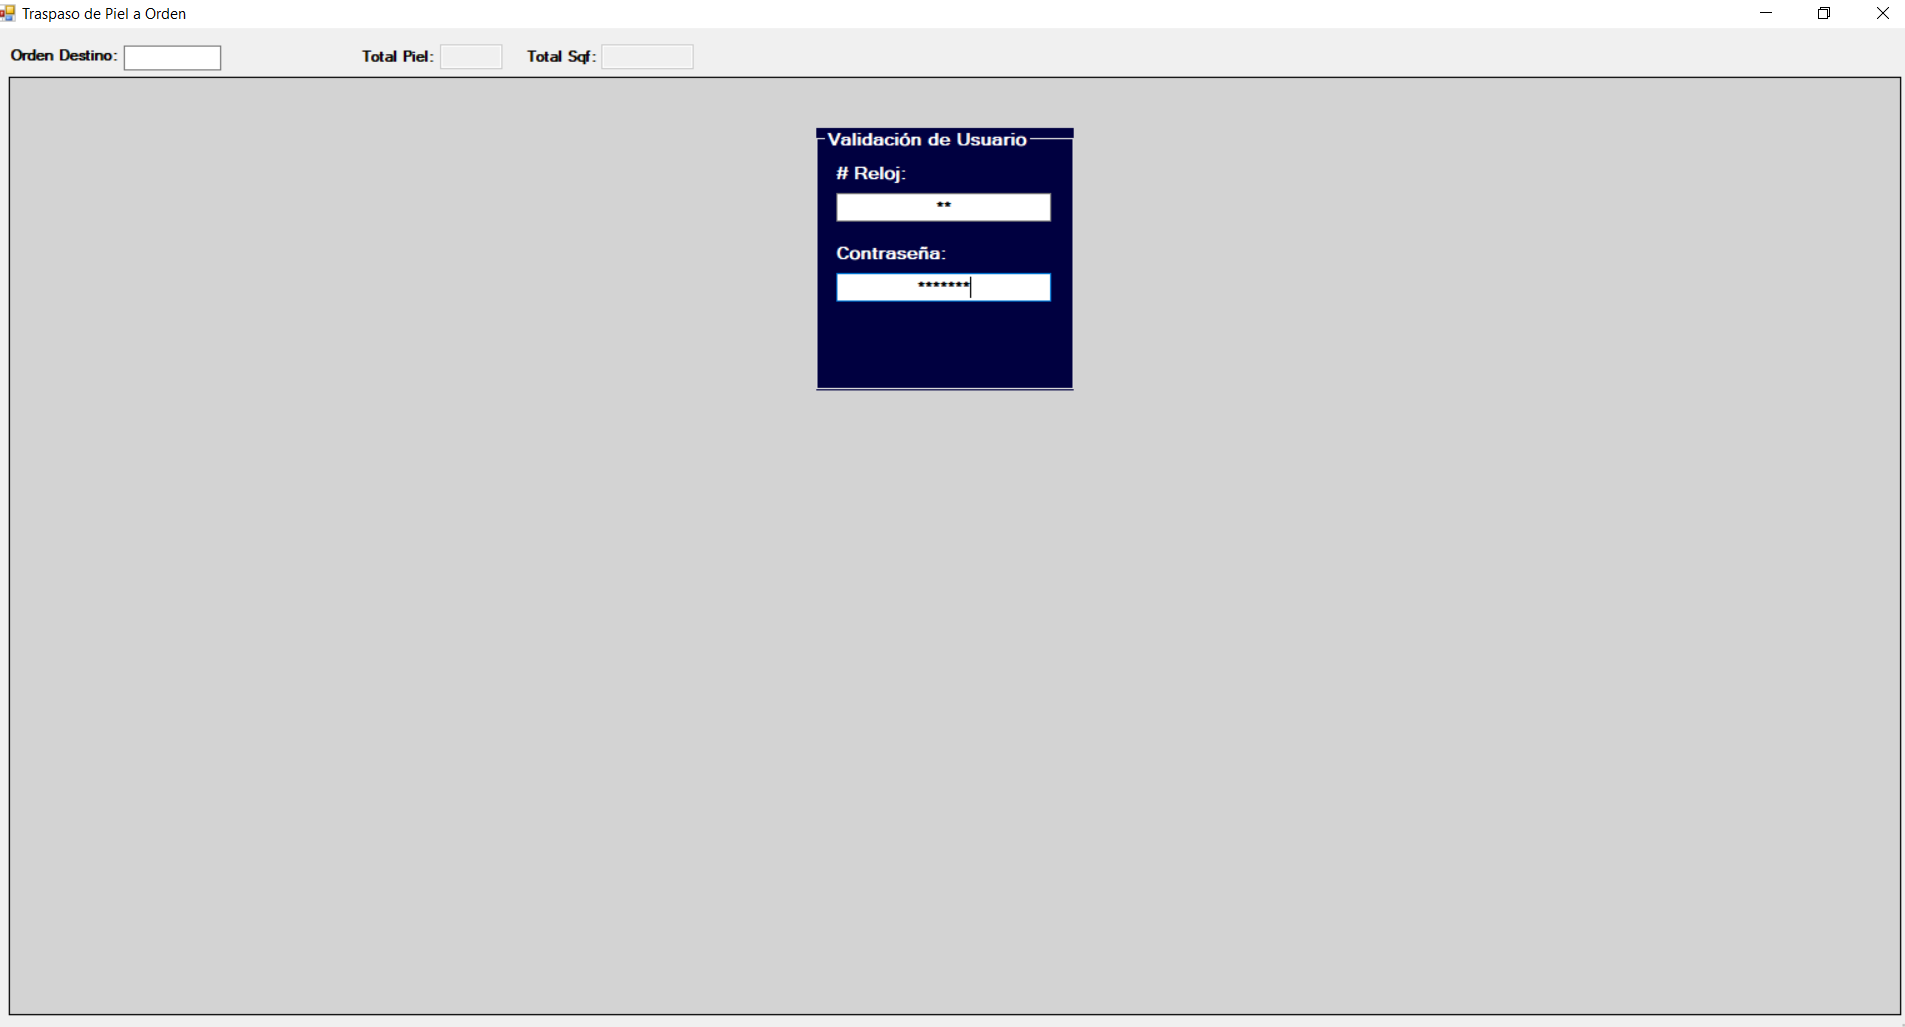 Traspaso de Piel a Orden
Orden Destino: Total Piel: Total Sqf:
Validación de Usuario
# Reloj:
**
Contraseña:
*******